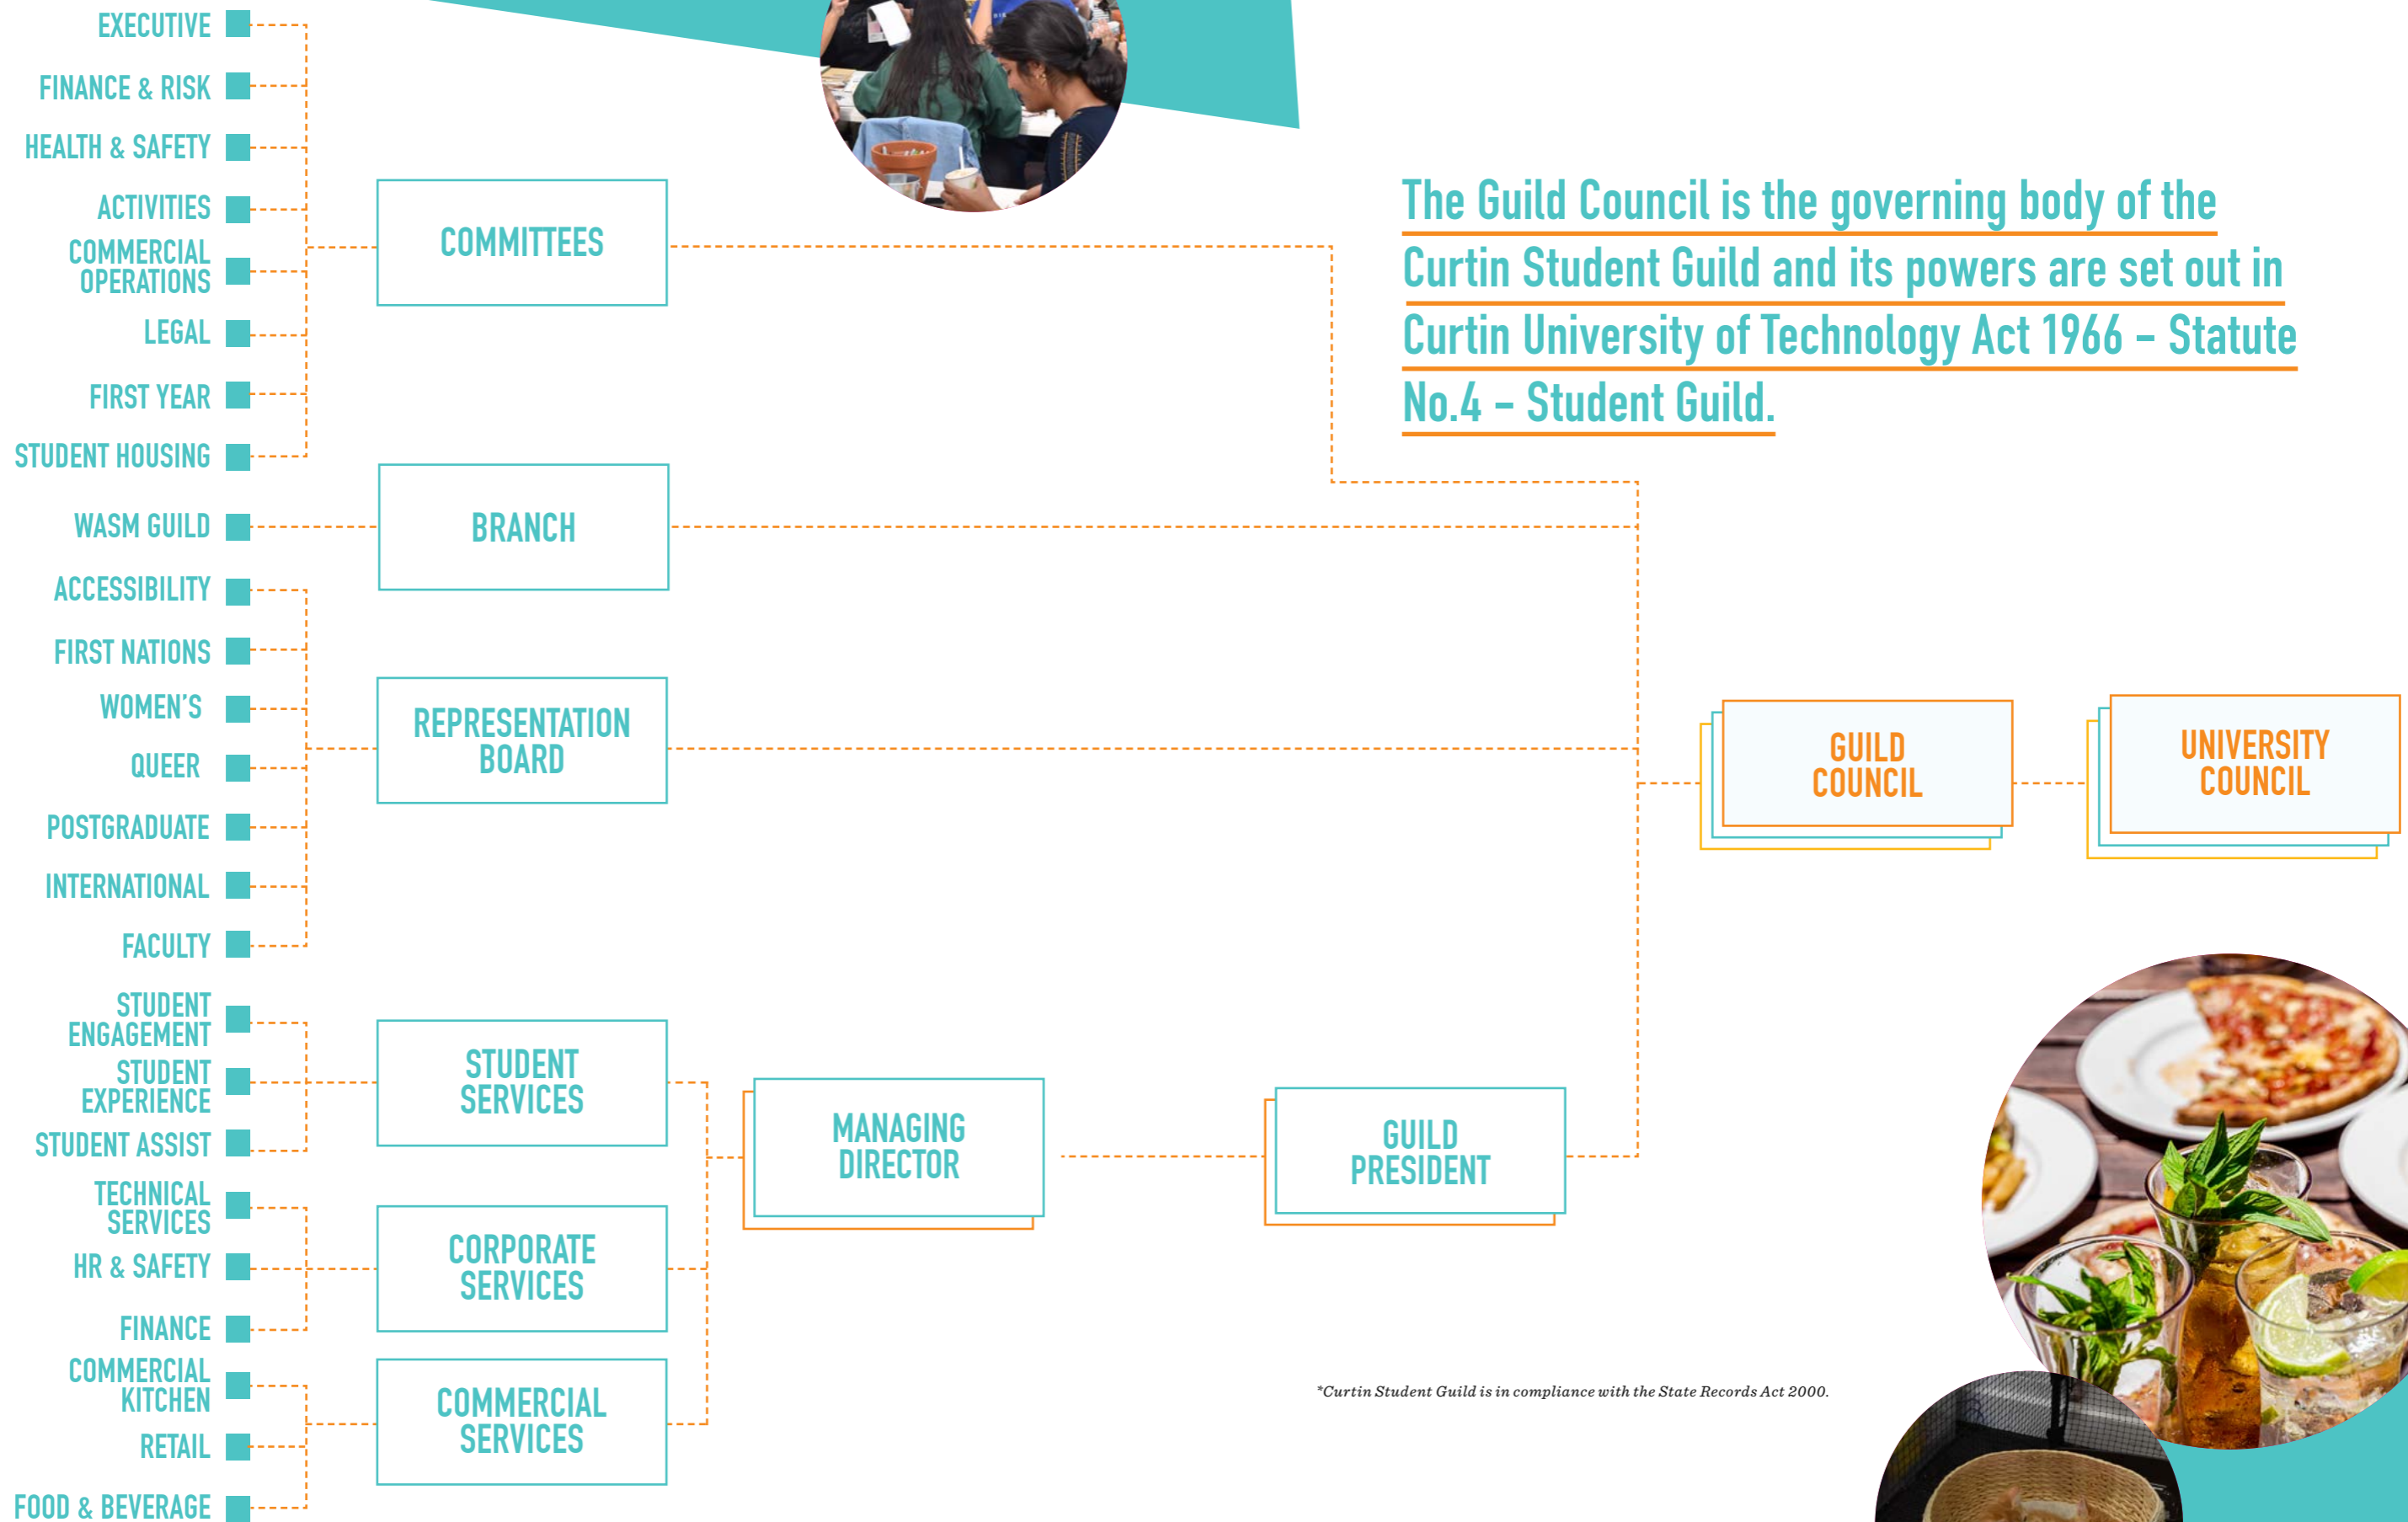 EXECUTIVE
FINANCE & RISK
HEALTH & SAFETY
ACTIVITIES
COMMERCIAL
OPERATIONS
LEGAL
FIRST YEAR
STUDENT HOUSING
WASM GUILD
ACCESSIBILITY
FIRST NATIONS
WOMEN'S
QUEER
POSTGRADUATE
INTERNATIONAL
FACULTY
STUDENT
ENGAGEMENT
STUDENT
EXPERIENCE
STUDENT ASSIST
TECHNICAL
SERVICES
HR & SAFETY
FINANCE
COMMERCIAL
KITCHEN
RETAIL
FOOD & BEVERAGE
COMMITTEES
BRANCH
REPRESENTATION
BOARD
STUDENT
SERVICES
CORPORATE
SERVICES
COMMERCIAL
SERVICES
MANAGING
DIRECTOR
GUILD
PRESIDENT
GUILD
COUNCIL
UNIVERSITY
COUNCIL
The Guild Council is the governing body of the
Curtin Student Guild and its powers are set out in
Curtin University of Technology Act 1966 – Statute
No.4 – Student Guild.
*Curtin Student Guild is in compliance with the State Records Act 2000.